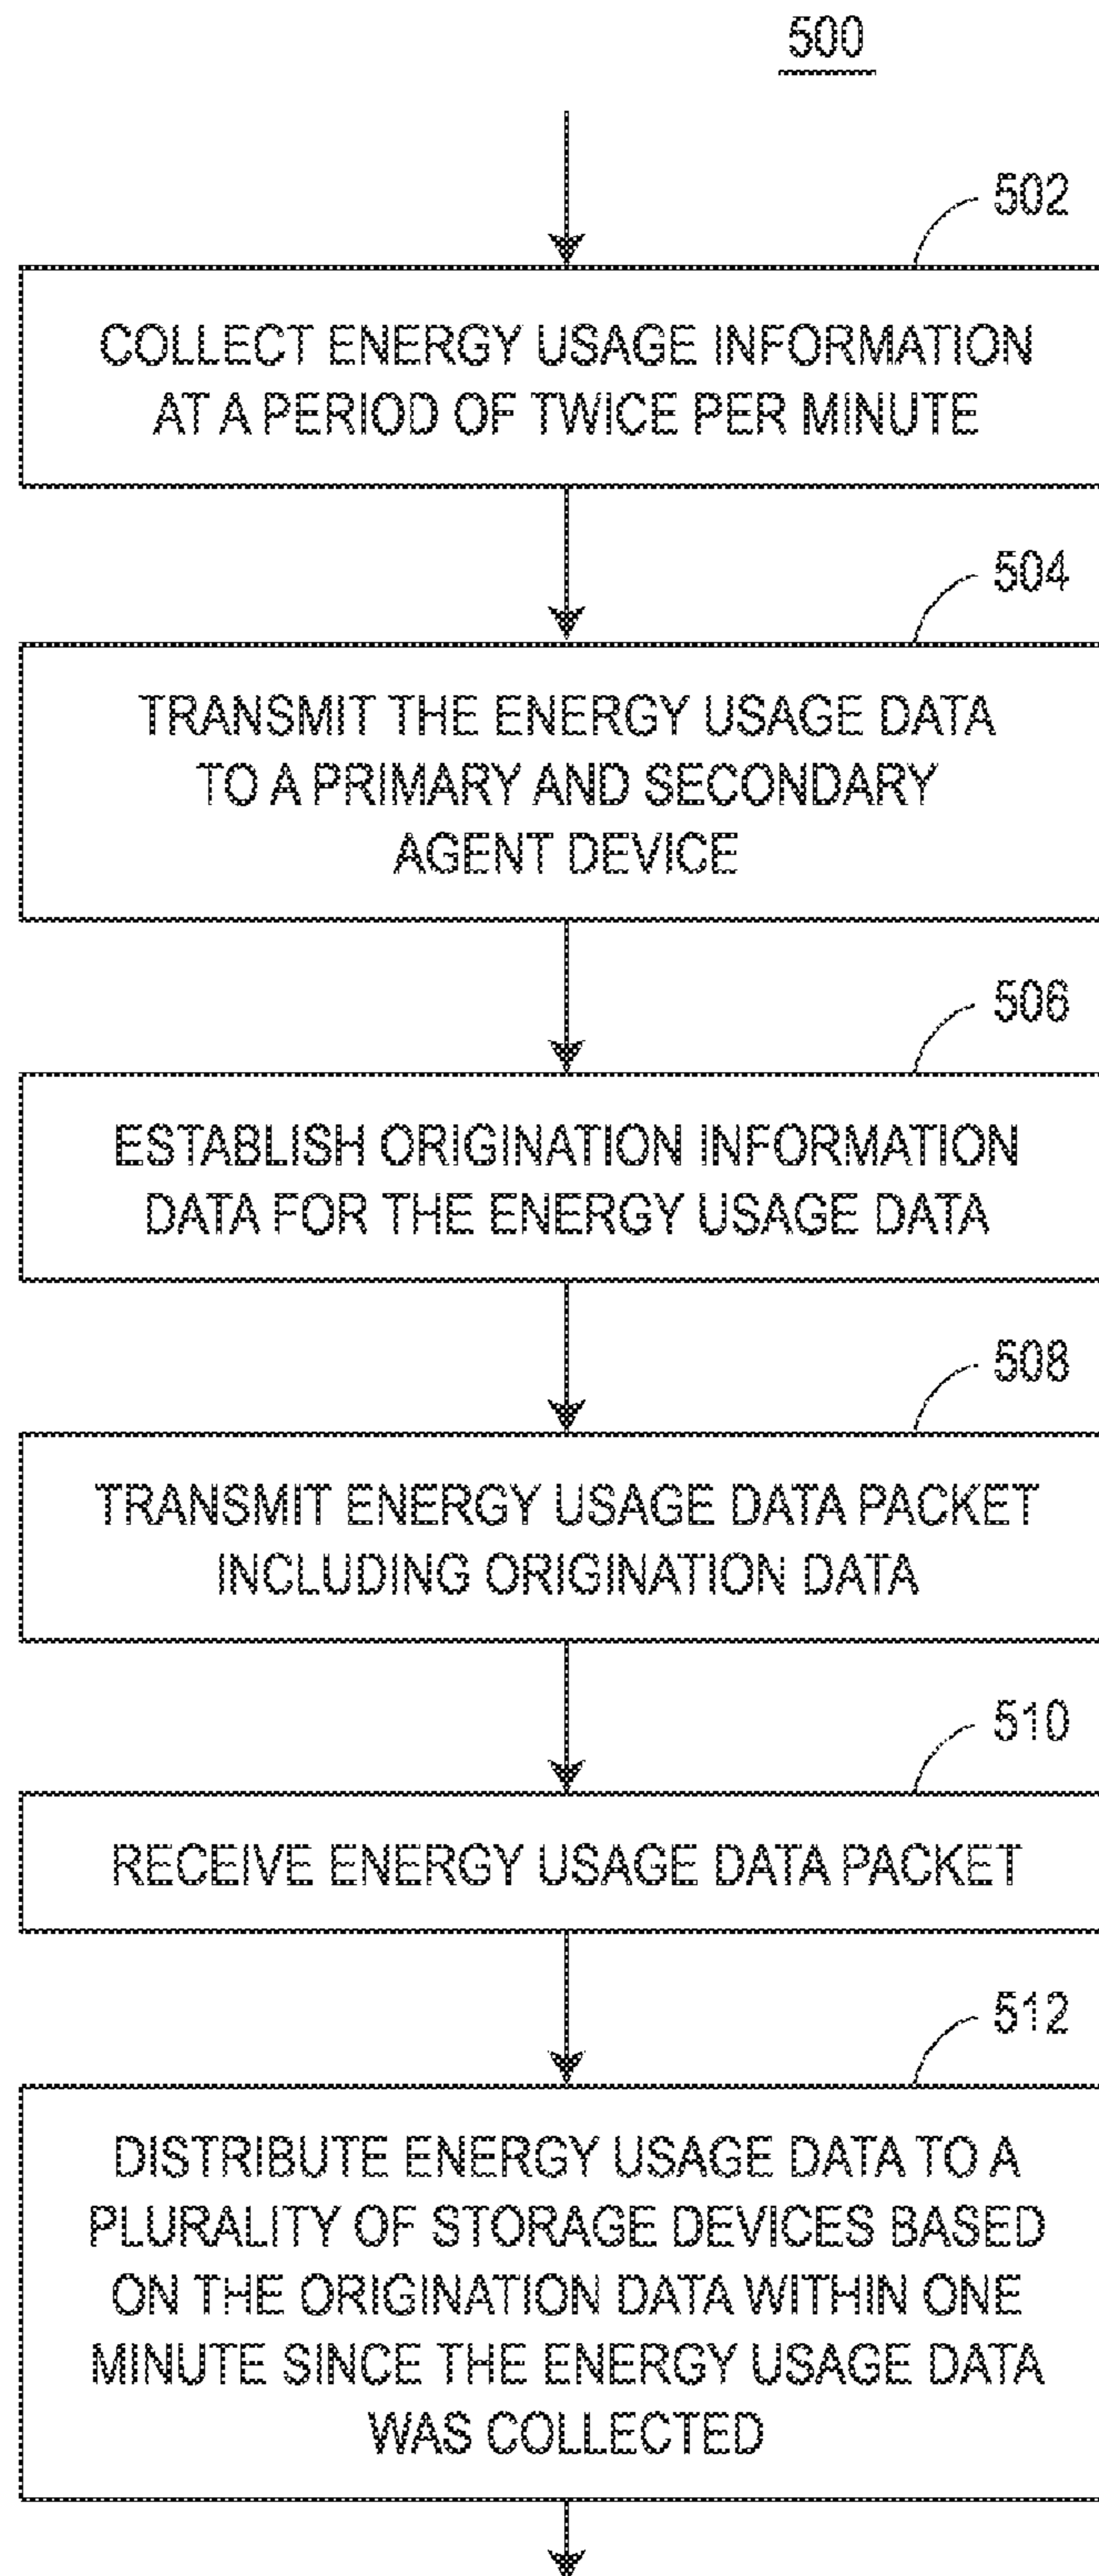 500
502
COLLECT ENERGY USAGE INFORMATION
AT A PERIOD OF TWICE PER MINUTE
504
TRANSMIT THE ENERGY USAGE DATA
TO A PRIMARY AND SECONDARY
AGENT DEVICE
506
ESTABLISH ORIGINATION INFORMATION
DATA FOR THE ENERGY USAGE DATA
508
TRANSMIT ENERGY USAGE DATA PACKET
INCLUDING ORIGINATION DATA
510
RECEIVE ENERGY USAGE DATA PACKET
512
DISTRIBUTE ENERGY USAGE DATA TO A
PLURALITY OF STORAGE DEVICES BASED
ON THE ORIGINATION DATA WITHIN ONE
MINUTE SINCE THE ENERGY USAGE DATA
WAS COLLECTED